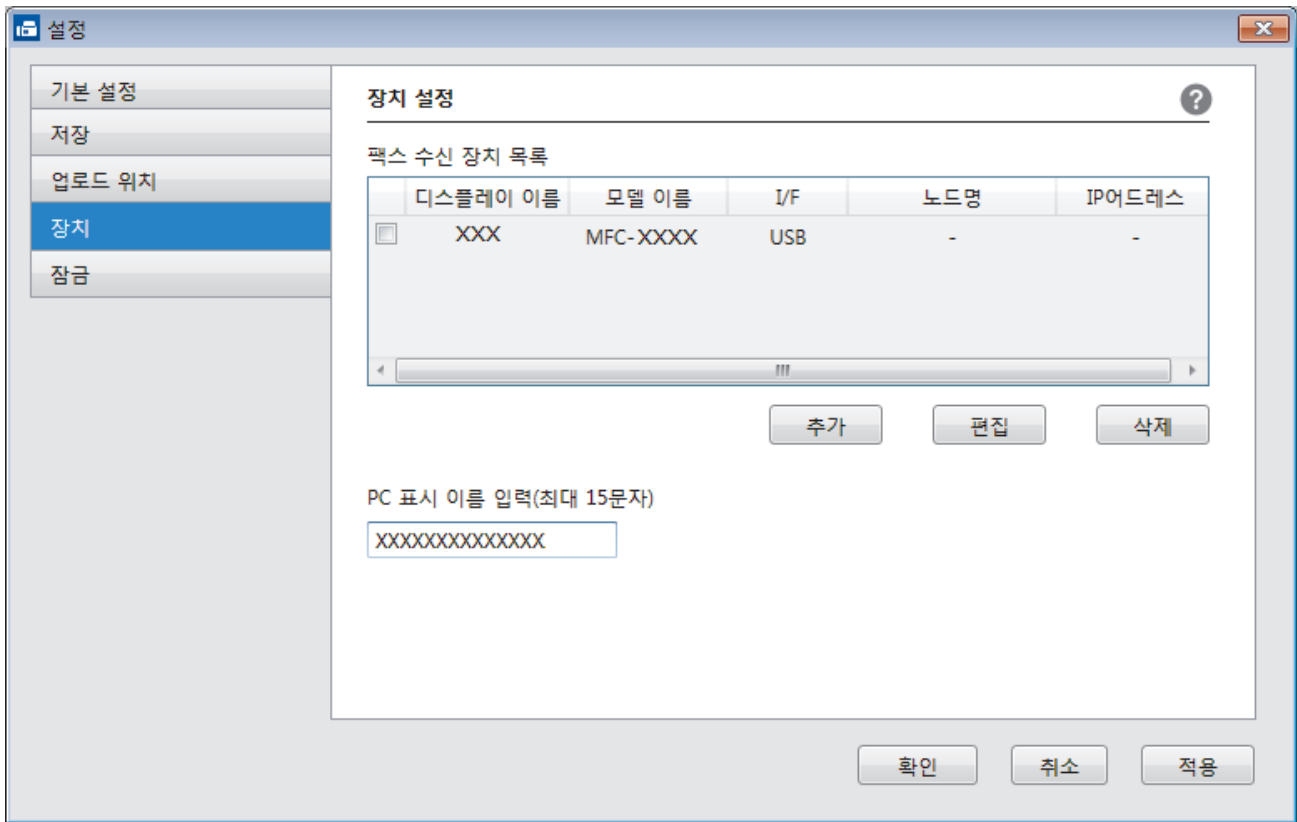 설정
기본 설정
저장
업로드 위치
장치
잠금
장치 설정
?
팩스 수신 장치 목록
디스플레이 이름 모델 이름 I/F 노드명 IP어드레스
XXX MFC-XXXX USB - -
추가 편집 삭제
PC 표시 이름 입력(최대 15문자)
XXXXXXXXXXXXXX
확인 취소 적용